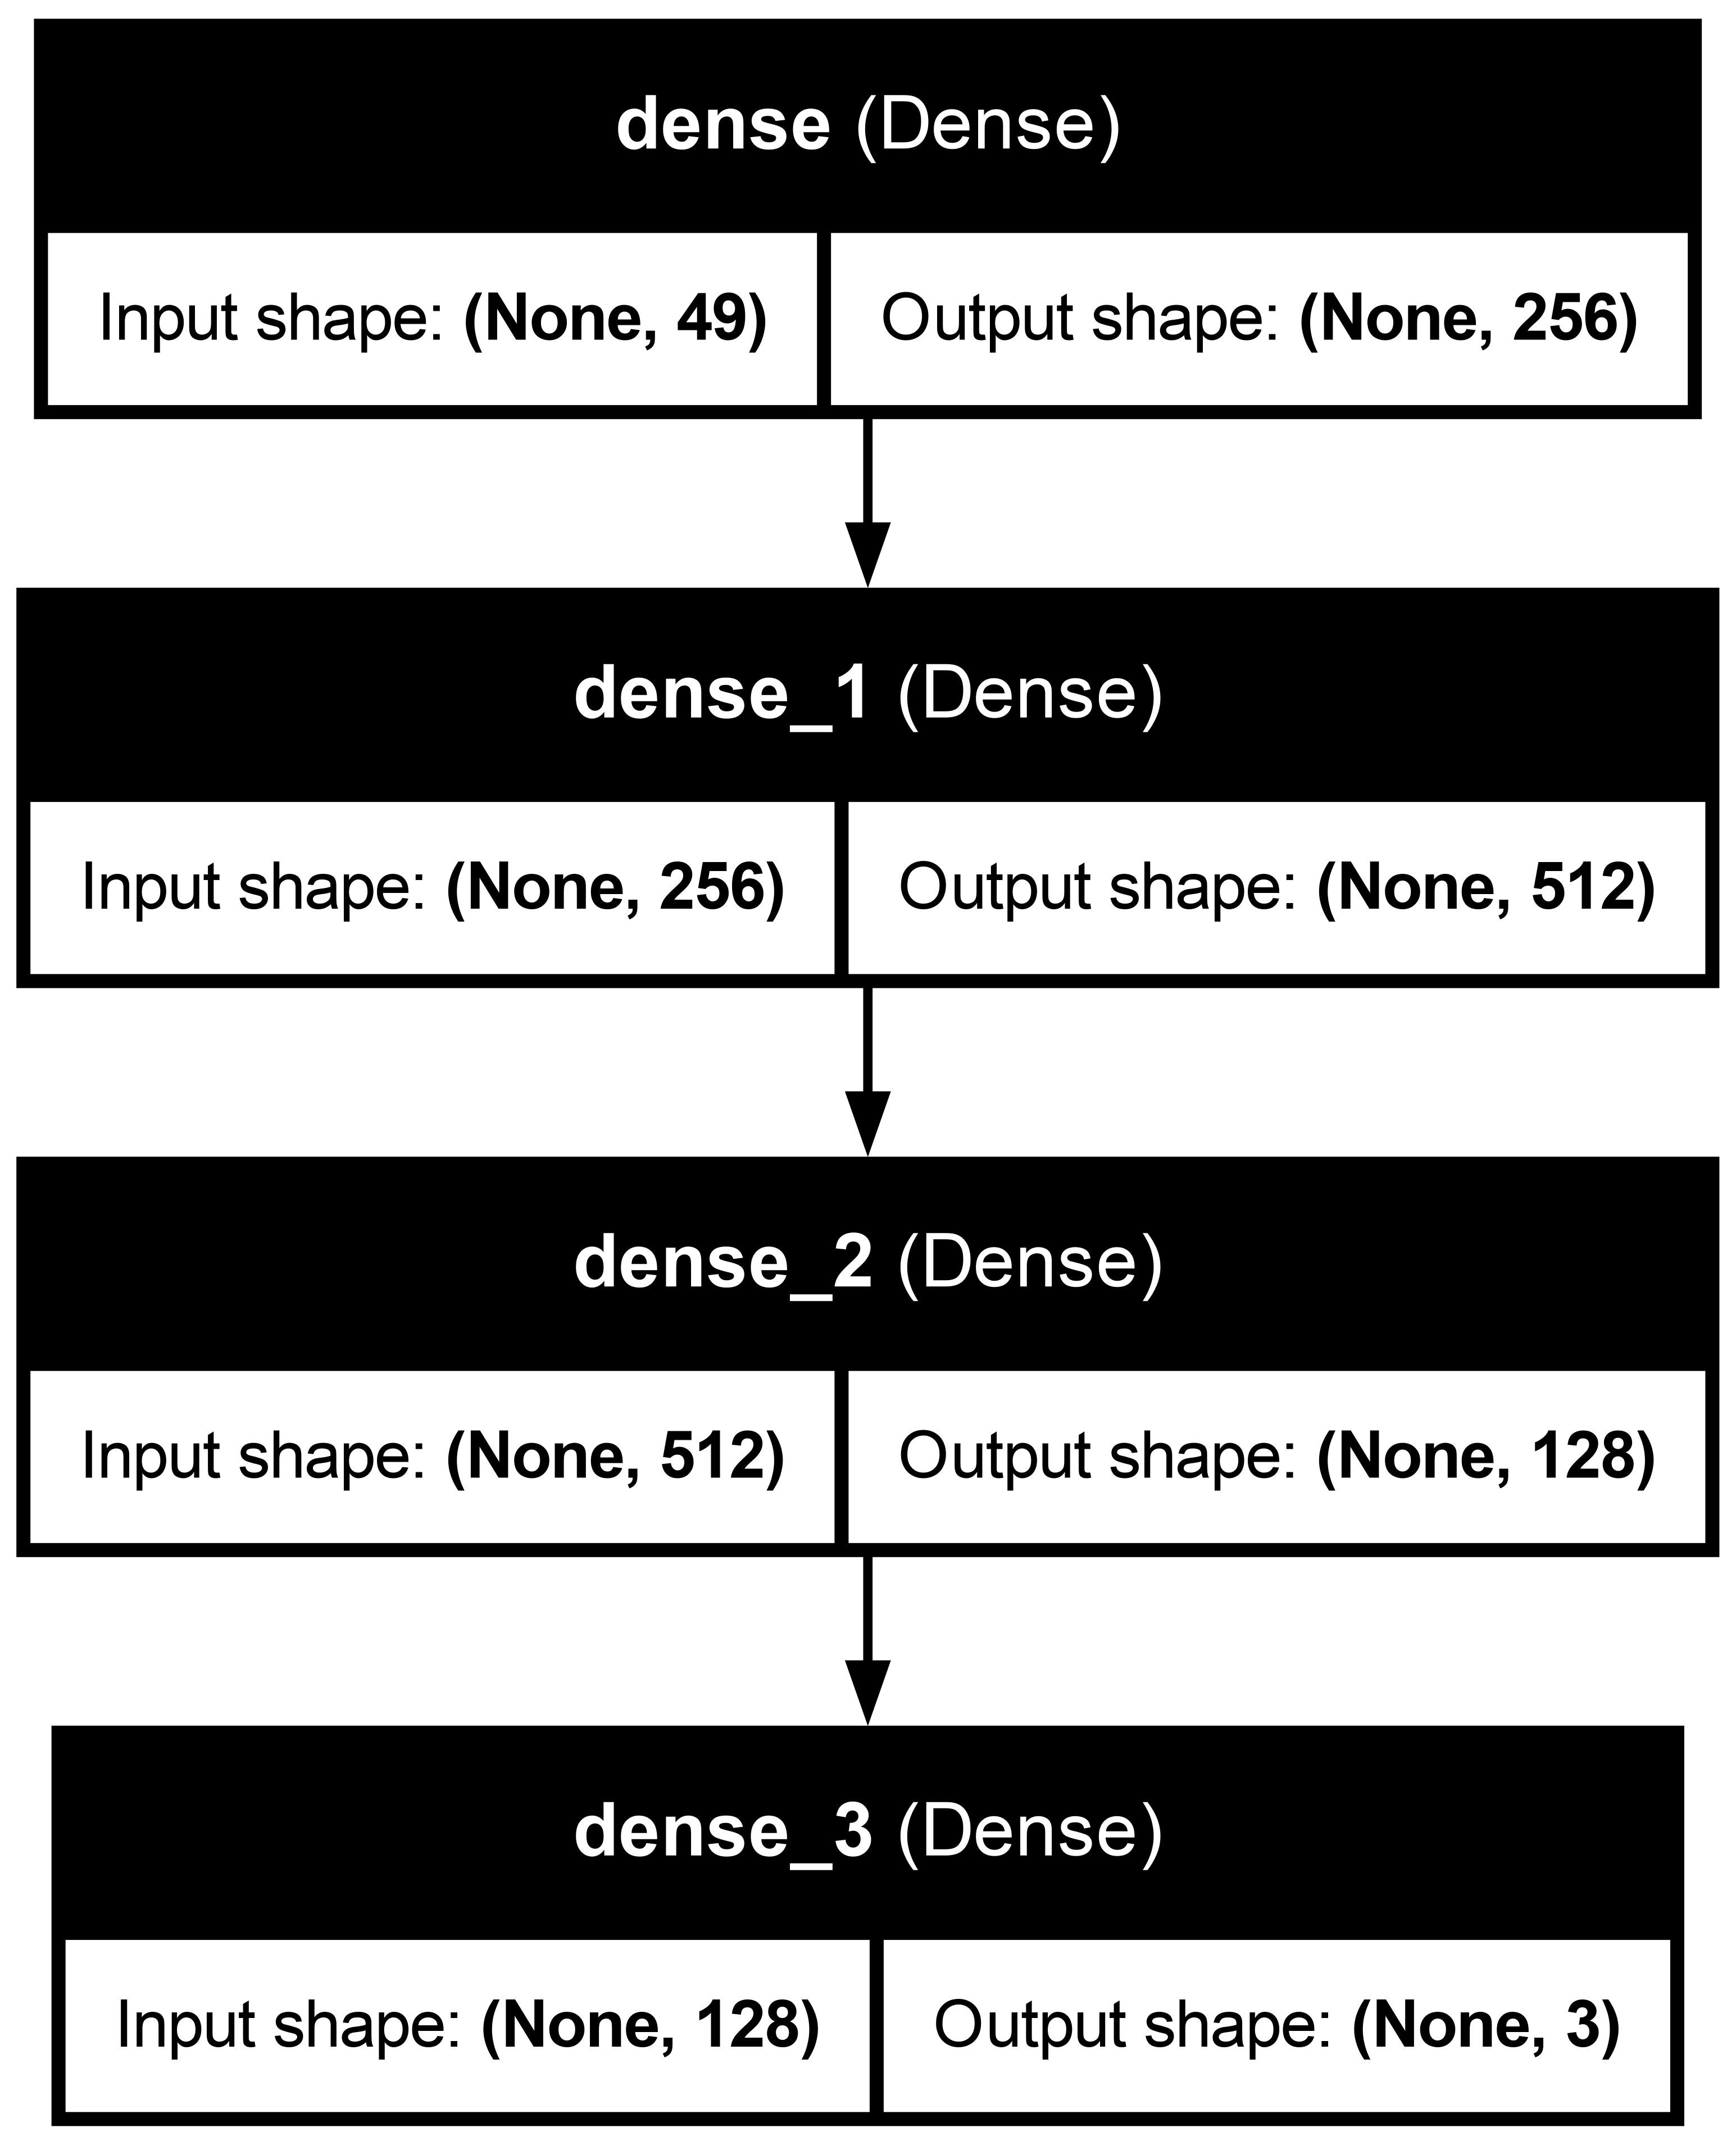 dense (Dense)
Input shape: (None, 49) Output shape: (None, 256)
dense_1 (Dense)
Input shape: (None, 256) Output shape: (None, 512)
dense_2 (Dense)
Input shape: (None, 512) Output shape: (None, 128)
dense_3 (Dense)
Input shape: (None, 128) Output shape: (None, 3)